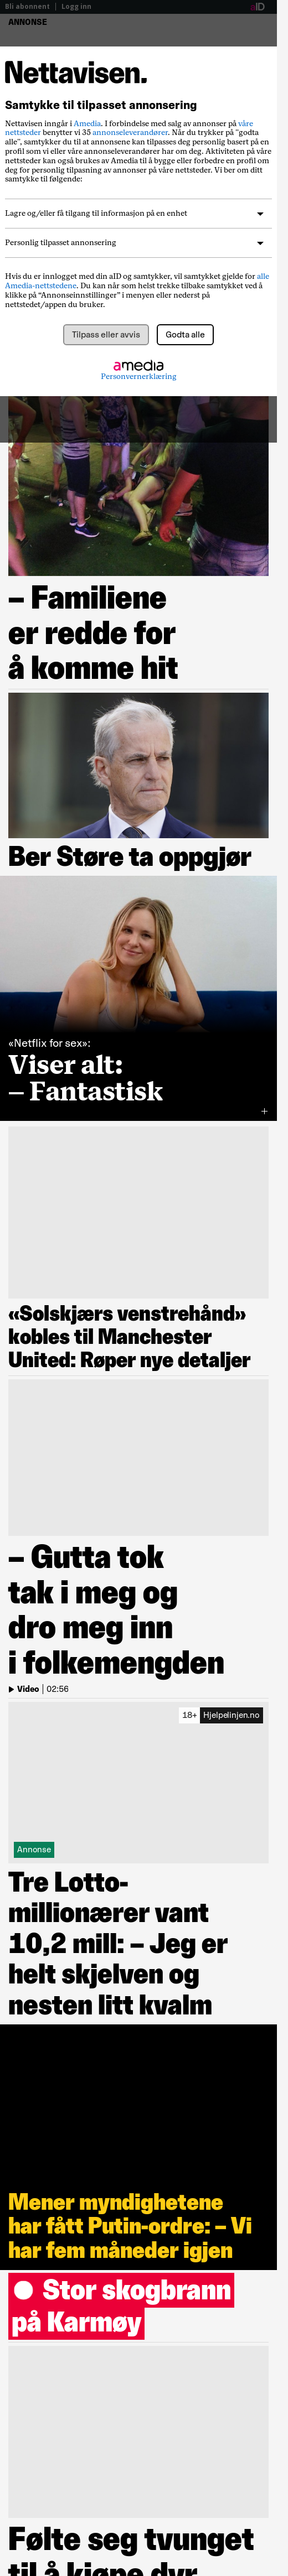 Bli abonnent | Logg inn
aID
ANNONSE
Nettavisen.
Samtykke til tilpasset annonsering
Nettavisen inngår i Amedia. I forbindelse med salg av annonser på våre
nettsteder benytter vi 35 annonseleverandører. Når du trykker på "godta
alle", samtykker du til at annonsene kan tilpasses deg personlig basert på en
profil som vi eller våre annonseleverandører har om deg. Aktiviteten på våre
nettsteder kan også brukes av Amedia til å bygge eller forbedre en profil om
deg for personlig tilpasning av annonser på våre nettsteder. Vi ber om ditt
samtykke til følgende:
Lagre og/eller få tilgang til informasjon på en enhet
Personlig tilpasset annonsering
Hvis du er innlogget med din aID og samtykker, vil samtykket gjelde for alle
Amedia-nettstedene. Du kan når som helst trekke tilbake samtykket ved å
klikke på “Annonseinnstillinger” i menyen eller nederst på
nettstedet/appen du bruker.
Tilpass eller avvis
Godta alle
amedia
Personvernerklæring
– Familiene
er redde for
å komme hit
Ber Støre ta oppgjør
«Netflix for sex»:
Viser alt:
– Fantastisk
«Solskjærs venstrehånd»
kobles til Manchester
United: Røper nye detaljer
– Gutta tok
tak i meg og
dro meg inn
i folkemengden
Video | 02:56
18+ Hjelpelinjen.no
Annonse
Tre Lotto-
millionærer vant
10,2 mill: – Jeg er
helt skjelven og
nesten litt kvalm
Mener myndighetene
har fått Putin-ordre: – Vi
har fem måneder igjen
Stor skogbrann
på Karmøy
Følte seg tvunget
til å kjøpe dyr